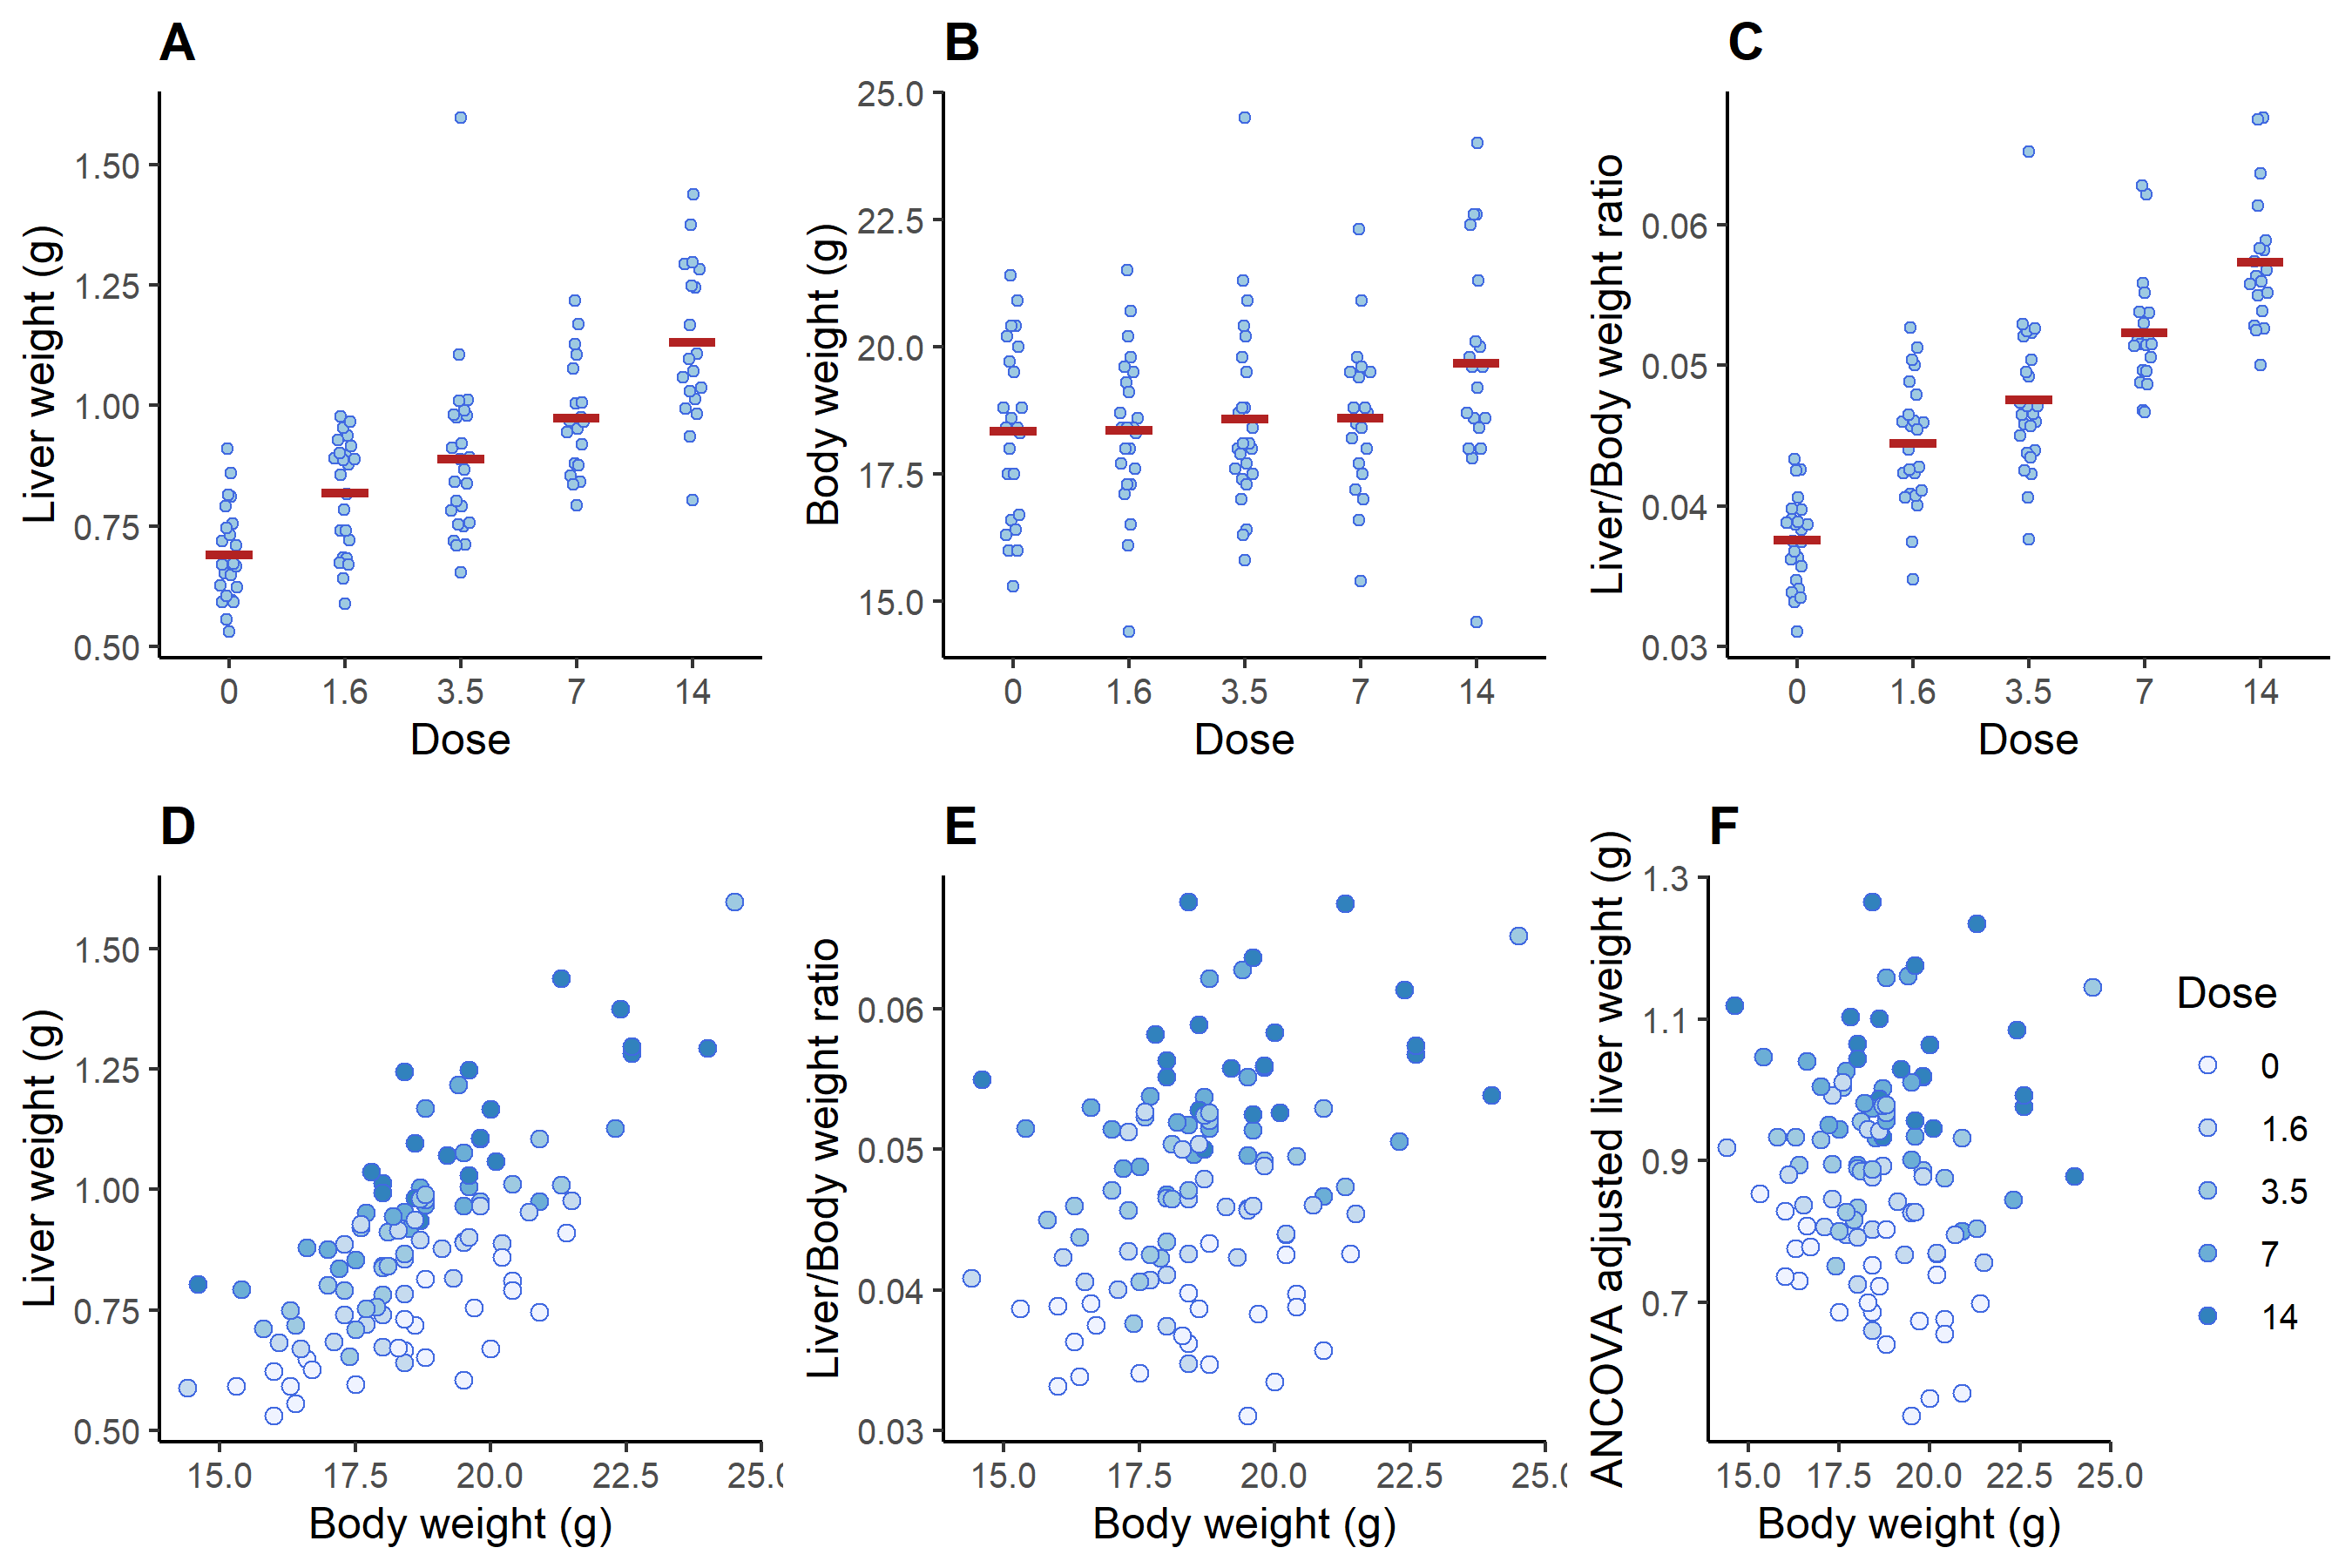 A
Liver weight (g)
1.50
1.25
1.00
0.75
0.50
0 1.6 3.5 7 14
Dose
B
Body weight (g)
25.0
22.5
20.0
17.5
15.0
0 1.6 3.5 7 14
Dose
C
Liver/Body weight ratio
0.06
0.05
0.04
0.03
0 1.6 3.5 7 14
Dose
D
Liver weight (g)
1.50
1.25
1.00
0.75
0.50
15.0 17.5 20.0 22.5 25.0
Body weight (g)
E
Liver/Body weight ratio
0.06
0.05
0.04
0.03
15.0 17.5 20.0 22.5 25.0
Body weight (g)
F
ANCOVA adjusted liver weight (g)
1.3
1.1
0.9
0.7
15.0 17.5 20.0 22.5 25.0
Body weight (g)
Dose
0
1.6
3.5
7
14